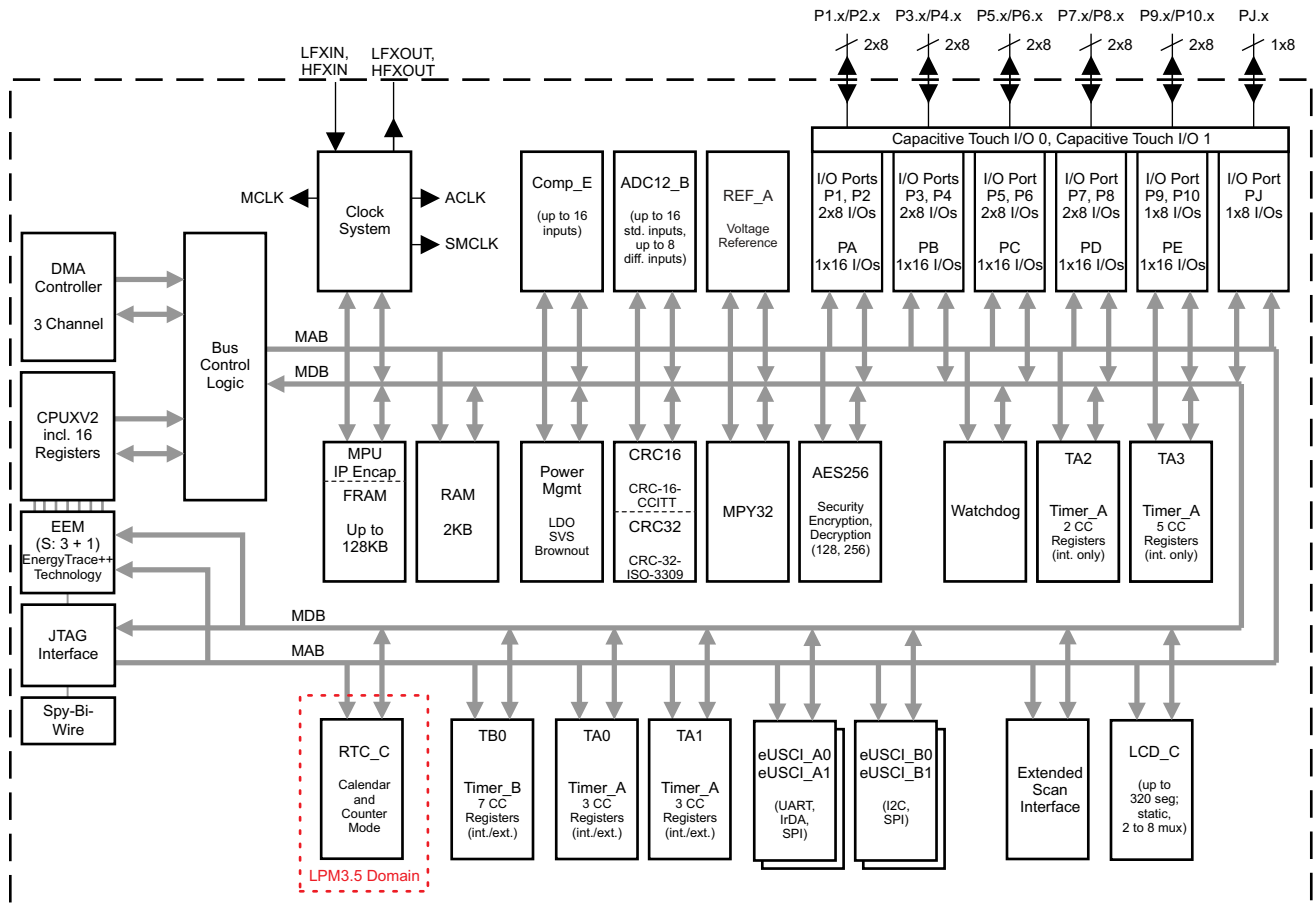 P1.x/P2.x
P3.x/P4.x
P5.x/P6.x
P7.x/P8.x
P9.x/P10.x
PJ.x
2x8
2x8
2x8
2x8
2x8
1x8
LFXIN,
HFXIN
LFXOUT,
HFXOUT
Capacitive Touch I/O 0, Capacitive Touch I/O 1
MCLK
Clock
System
ACLK
SMCLK
Comp_E
(up to 16
inputs)
ADC12_B
(up to 16
std. inputs,
up to 8
diff. inputs)
REF_A
Voltage
Reference
I/O Ports
P1, P2
2x8 I/Os
PA
1x16 I/Os
I/O Ports
P3, P4
2x8 I/Os
PB
1x16 I/Os
I/O Port
P5, P6
2x8 I/Os
PC
1x16 I/Os
I/O Port
P7, P8
2x8 I/Os
PD
1x16 I/Os
I/O Port
P9, P10
1x8 I/Os
PE
1x16 I/Os
I/O Port
PJ
1x8 I/Os
DMA
Controller
3 Channel
Bus
Control
Logic
MAB
MDB
CPUXV2
incl. 16
Registers
MPU
IP Encap
FRAM
Up to
128KB
RAM
2KB
Power
Mgmt
LDO
SVS
Brownout
CRC16
CRC-16-
CCITT
CRC32
CRC-32-
ISO-3309
MPY32
AES256
Security
Encryption,
Decryption
(128, 256)
Watchdog
TA2
Timer_A
2 CC
Registers
(int. only)
TA3
Timer_A
5 CC
Registers
(int. only)
EEM
(S: 3 + 1)
EnergyTrace++
Technology
MDB
JTAG
Interface
MAB
Spy-Bi-
Wire
RTC_C
Calendar
and
Counter
Mode
LPM3.5 Domain
TB0
Timer_B
7 CC
Registers
(int./ext.)
TA0
Timer_A
3 CC
Registers
(int./ext.)
TA1
Timer_A
3 CC
Registers
(int./ext.)
eUSCI_A0
eUSCI_A1
(UART,
IrDA,
SPI)
eUSCI_B0
eUSCI_B1
(I2C,
SPI)
Extended
Scan
Interface
LCD_C
(up to
320 seg;
static,
2 to 8 mux)